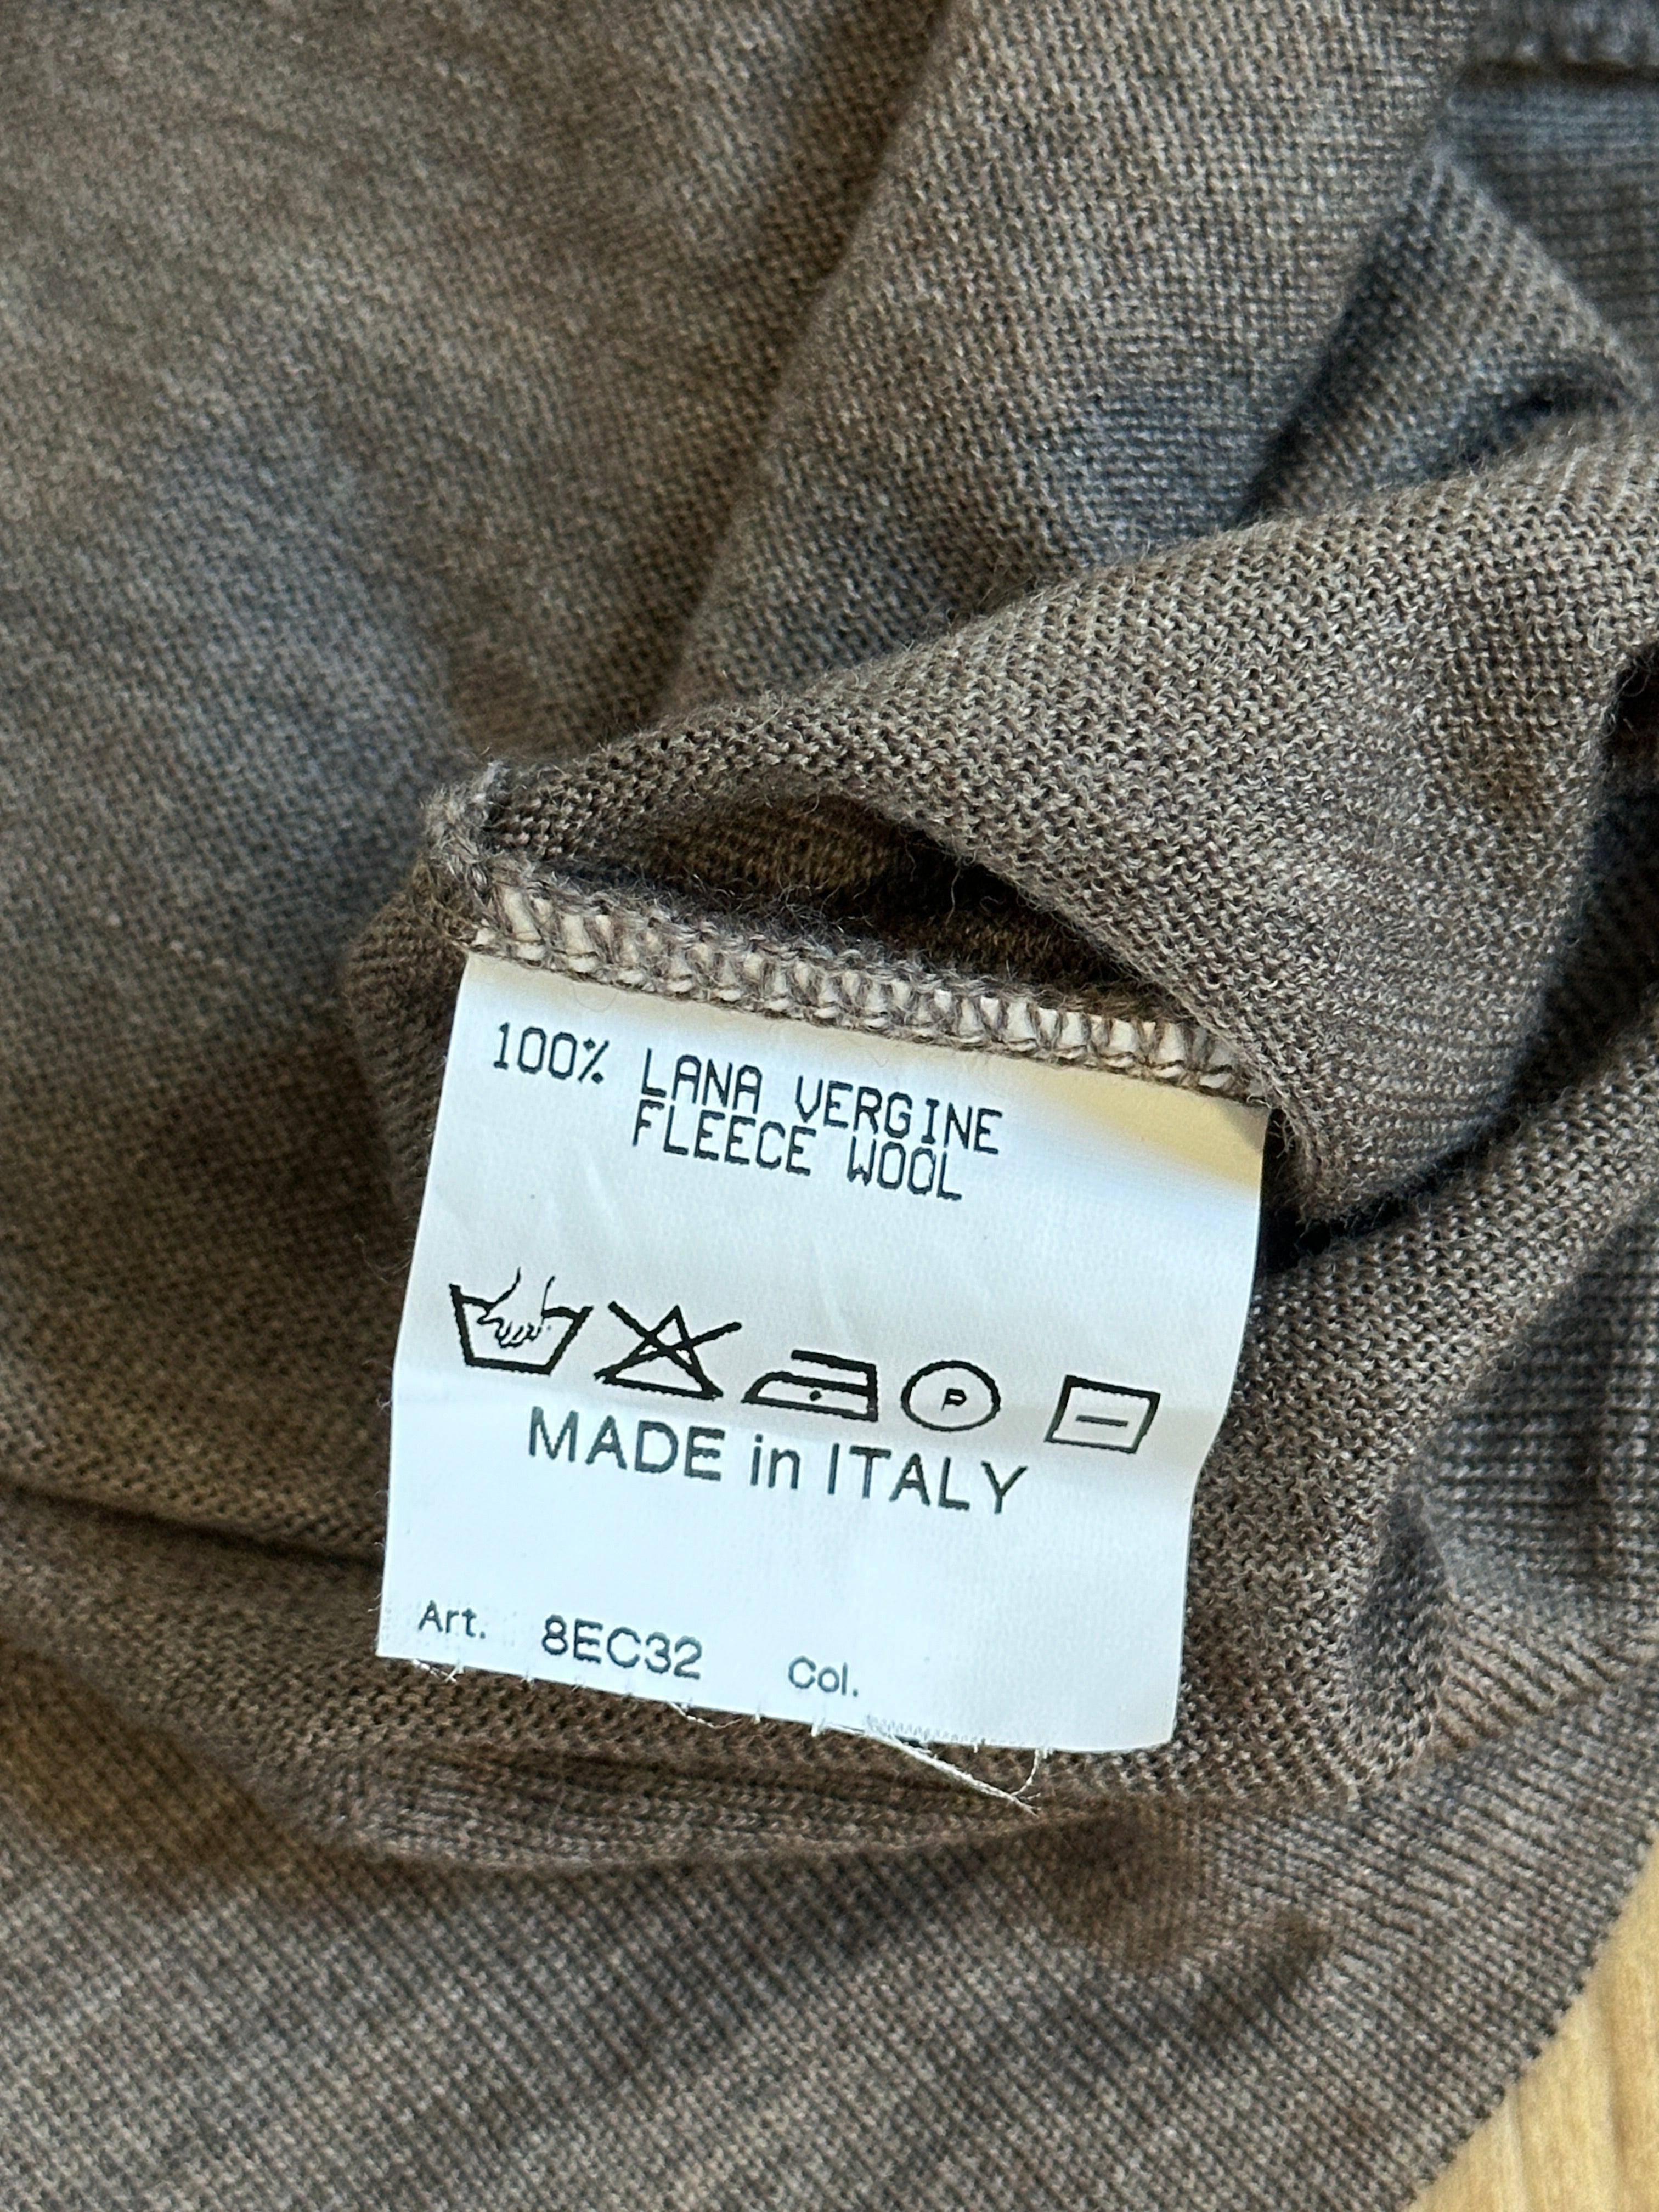 100% LANA VERGINE
FLEECE WOOL
P
MADE in ITALY
Art. 8EC32 Col.